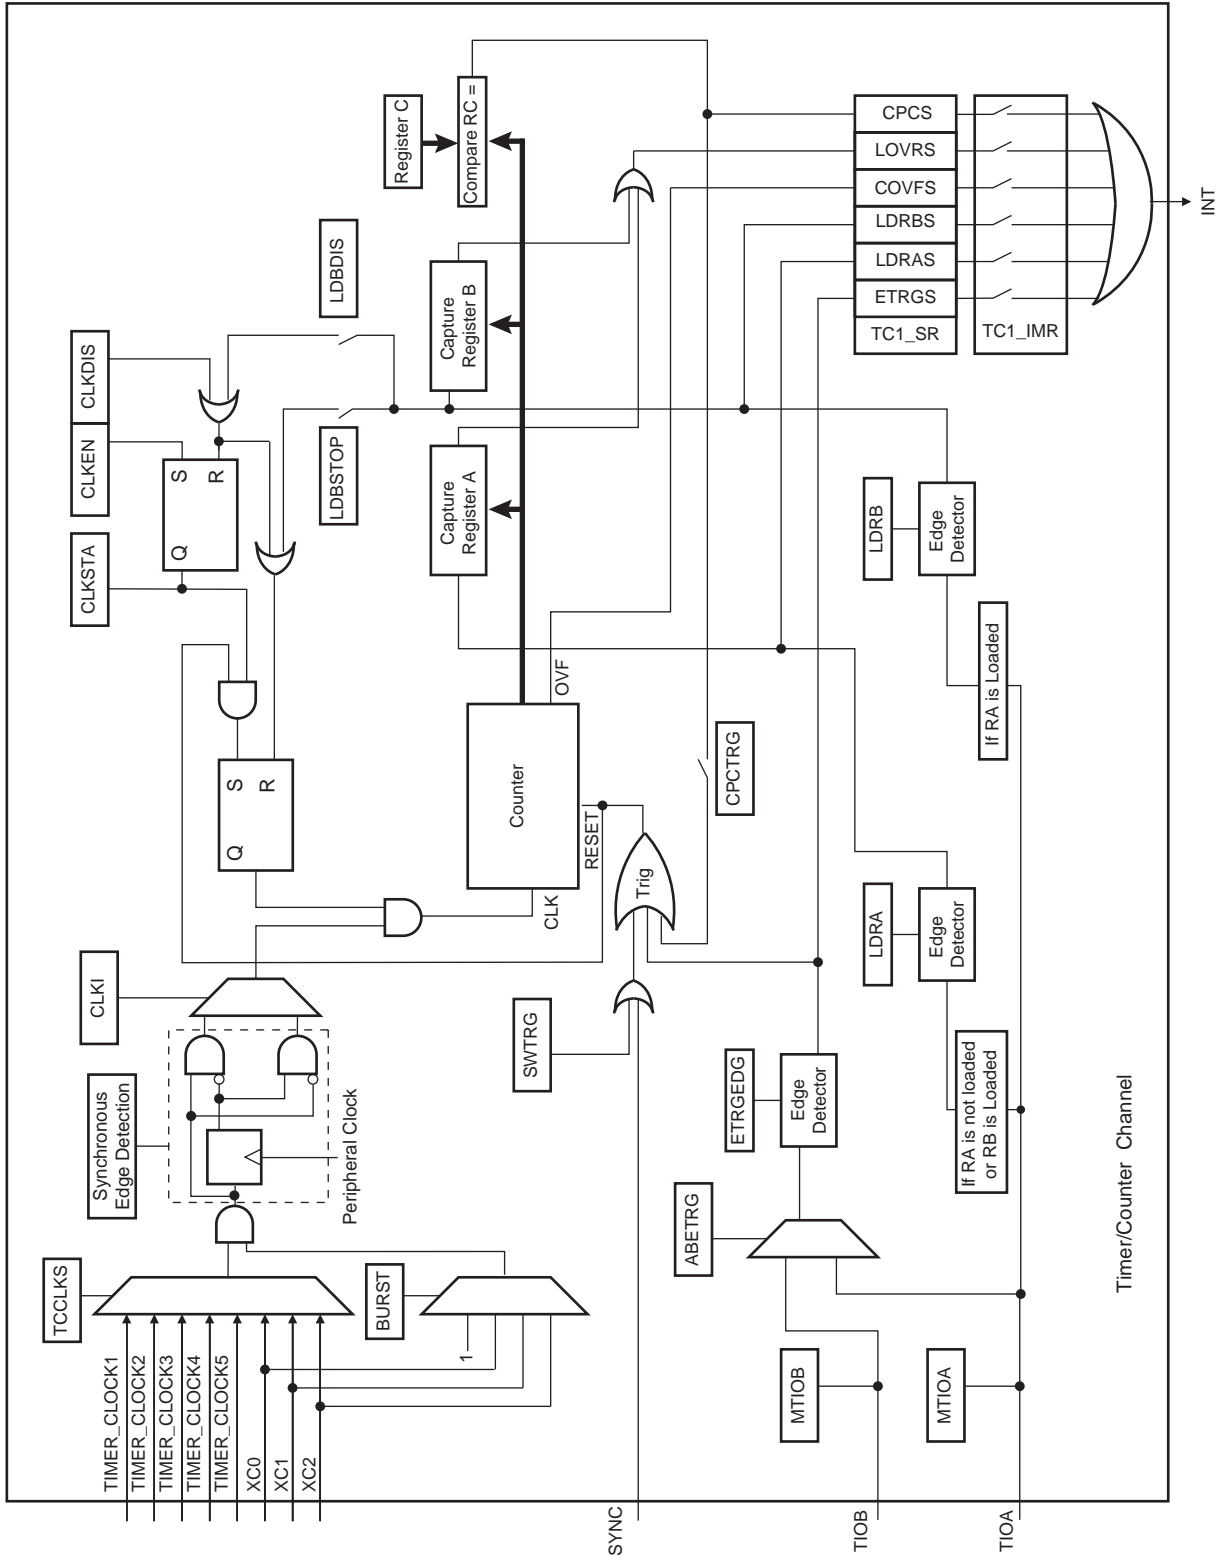 TCCLKS
TIMER_CLOCK1
TIMER_CLOCK2
TIMER_CLOCK3
TIMER_CLOCK4
TIMER_CLOCK5
XC0
XC1
XC2
BURST
1
Synchronous
Edge Detection
Peripheral Clock
CLKI
CLKSTA
CLKEN
CLKDIS
Q
S
R
Q
S
R
LDBSTOP
LDBDIS
Register C
Capture
Register A
Capture
Register B
Compare RC =
Counter
CLK
OVF
RESET
SWTRG
Trig
CPCTRG
SYNC
ABETRG
ETRGEDG
Edge
Detector
MTIOB
TIOB
MTIOA
TIOA
LDRA
Edge
Detector
If RA is not loaded
or RB is Loaded
LDRB
Edge
Detector
If RA is Loaded
CPCS
LOVRS
COVFS
LDRBS
LDRAS
ETRGS
TC1_SR
TC1_IMR
INT
Timer/Counter Channel